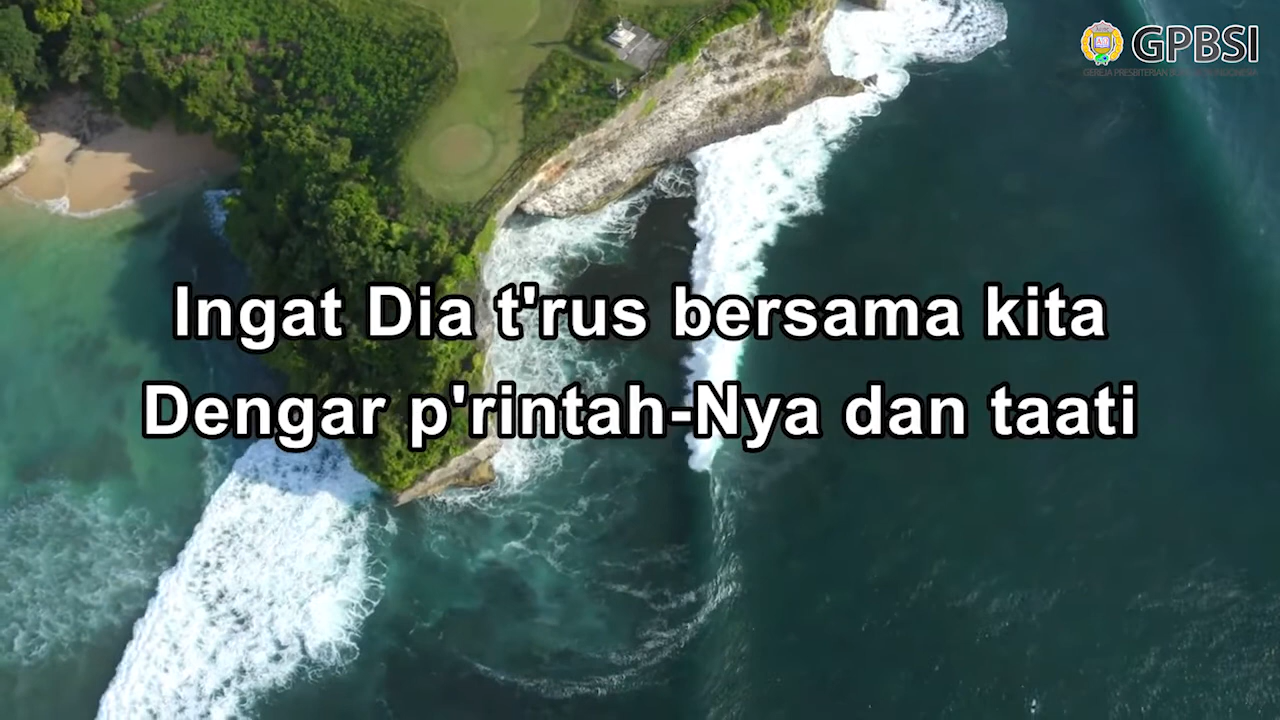 GPBSI
Ingat Dia t'rus bersama kita
Dengar p'rintah-Nya dan taati